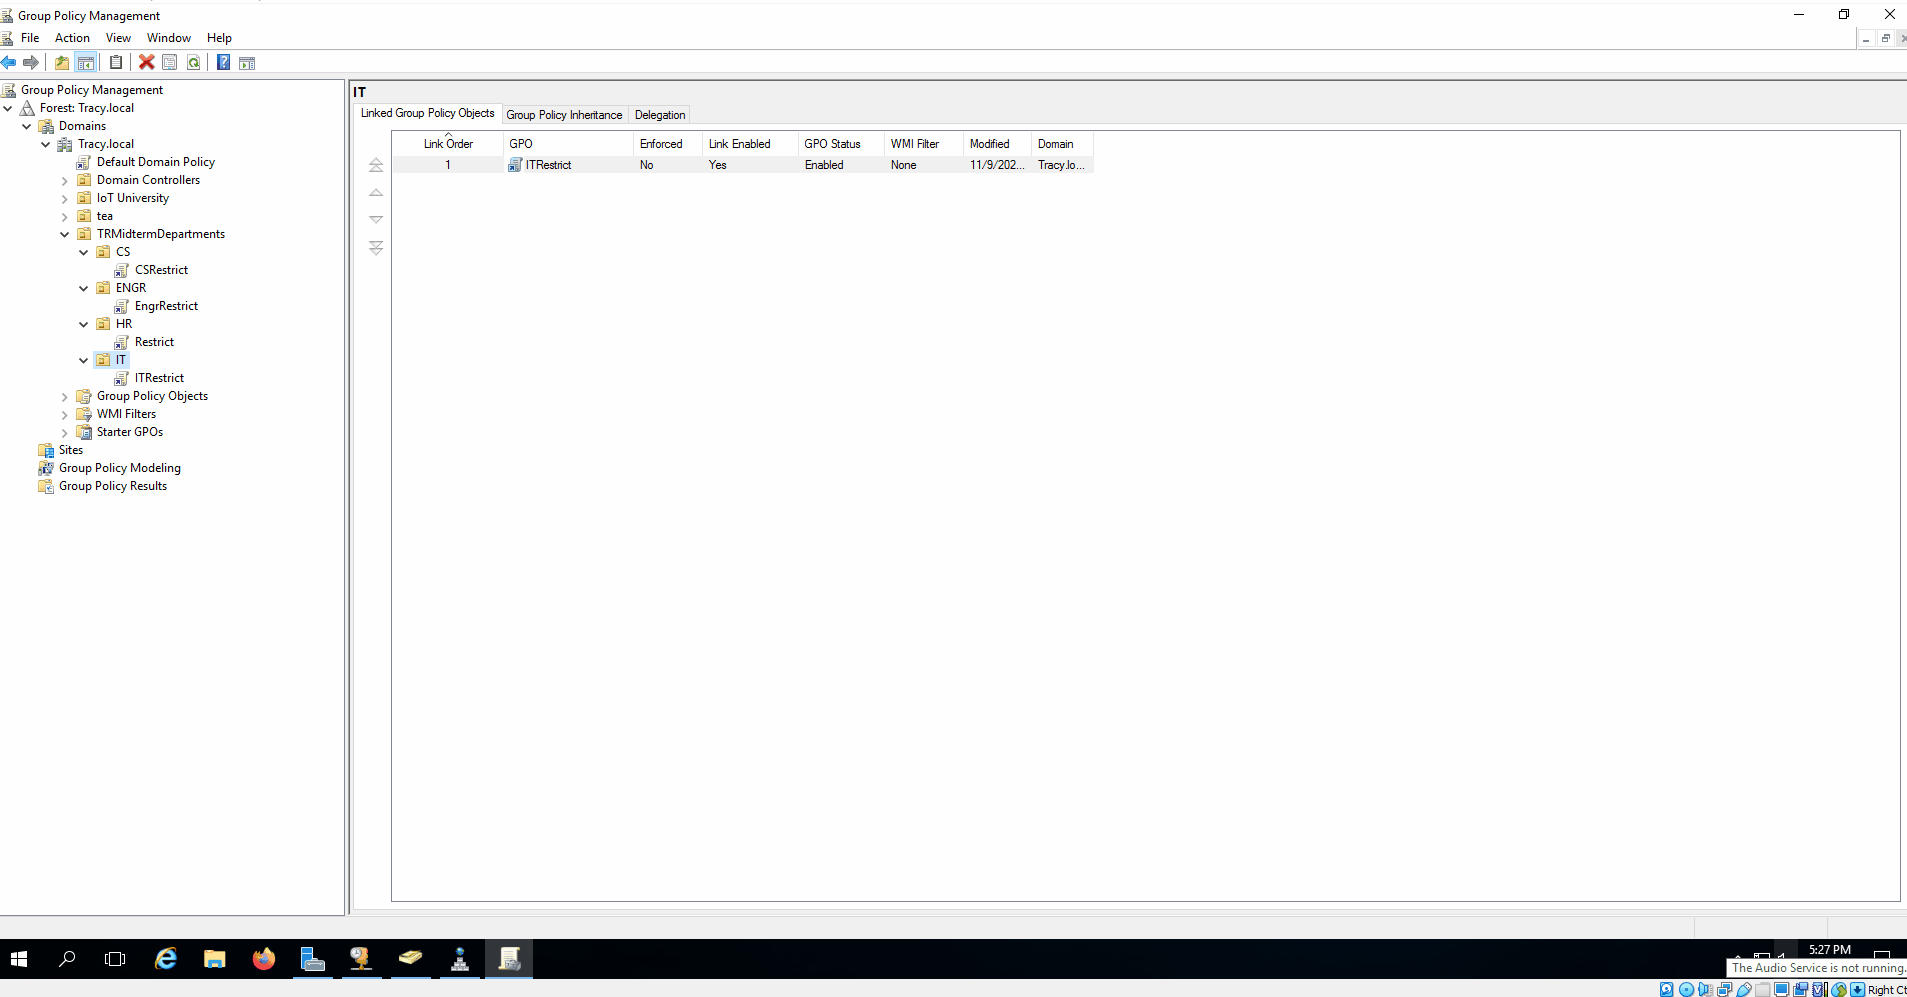 Group Policy Management
File Action View Window Help
Group Policy Management
Forest: Tracy.local
Domains
Tracy.local
Default Domain Policy
Domain Controllers
IoT University
tea
TRMidtermDepartments
CS
CSRestrict
ENGR
EngrRestrict
HR
Restrict
IT
ITRestrict
Group Policy Objects
WMI Filters
Starter GPOs
Sites
Group Policy Modeling
Group Policy Results
IT
Linked Group Policy Objects Group Policy Inheritance Delegation
Link Order GPO Enforced Link Enabled GPO Status WMI Filter Modified Domain
1 ITRestrict No Yes Enabled None 11/9/202... Tracy.lo...
5:27 PM
The Audio Service is not running.
Right Ct